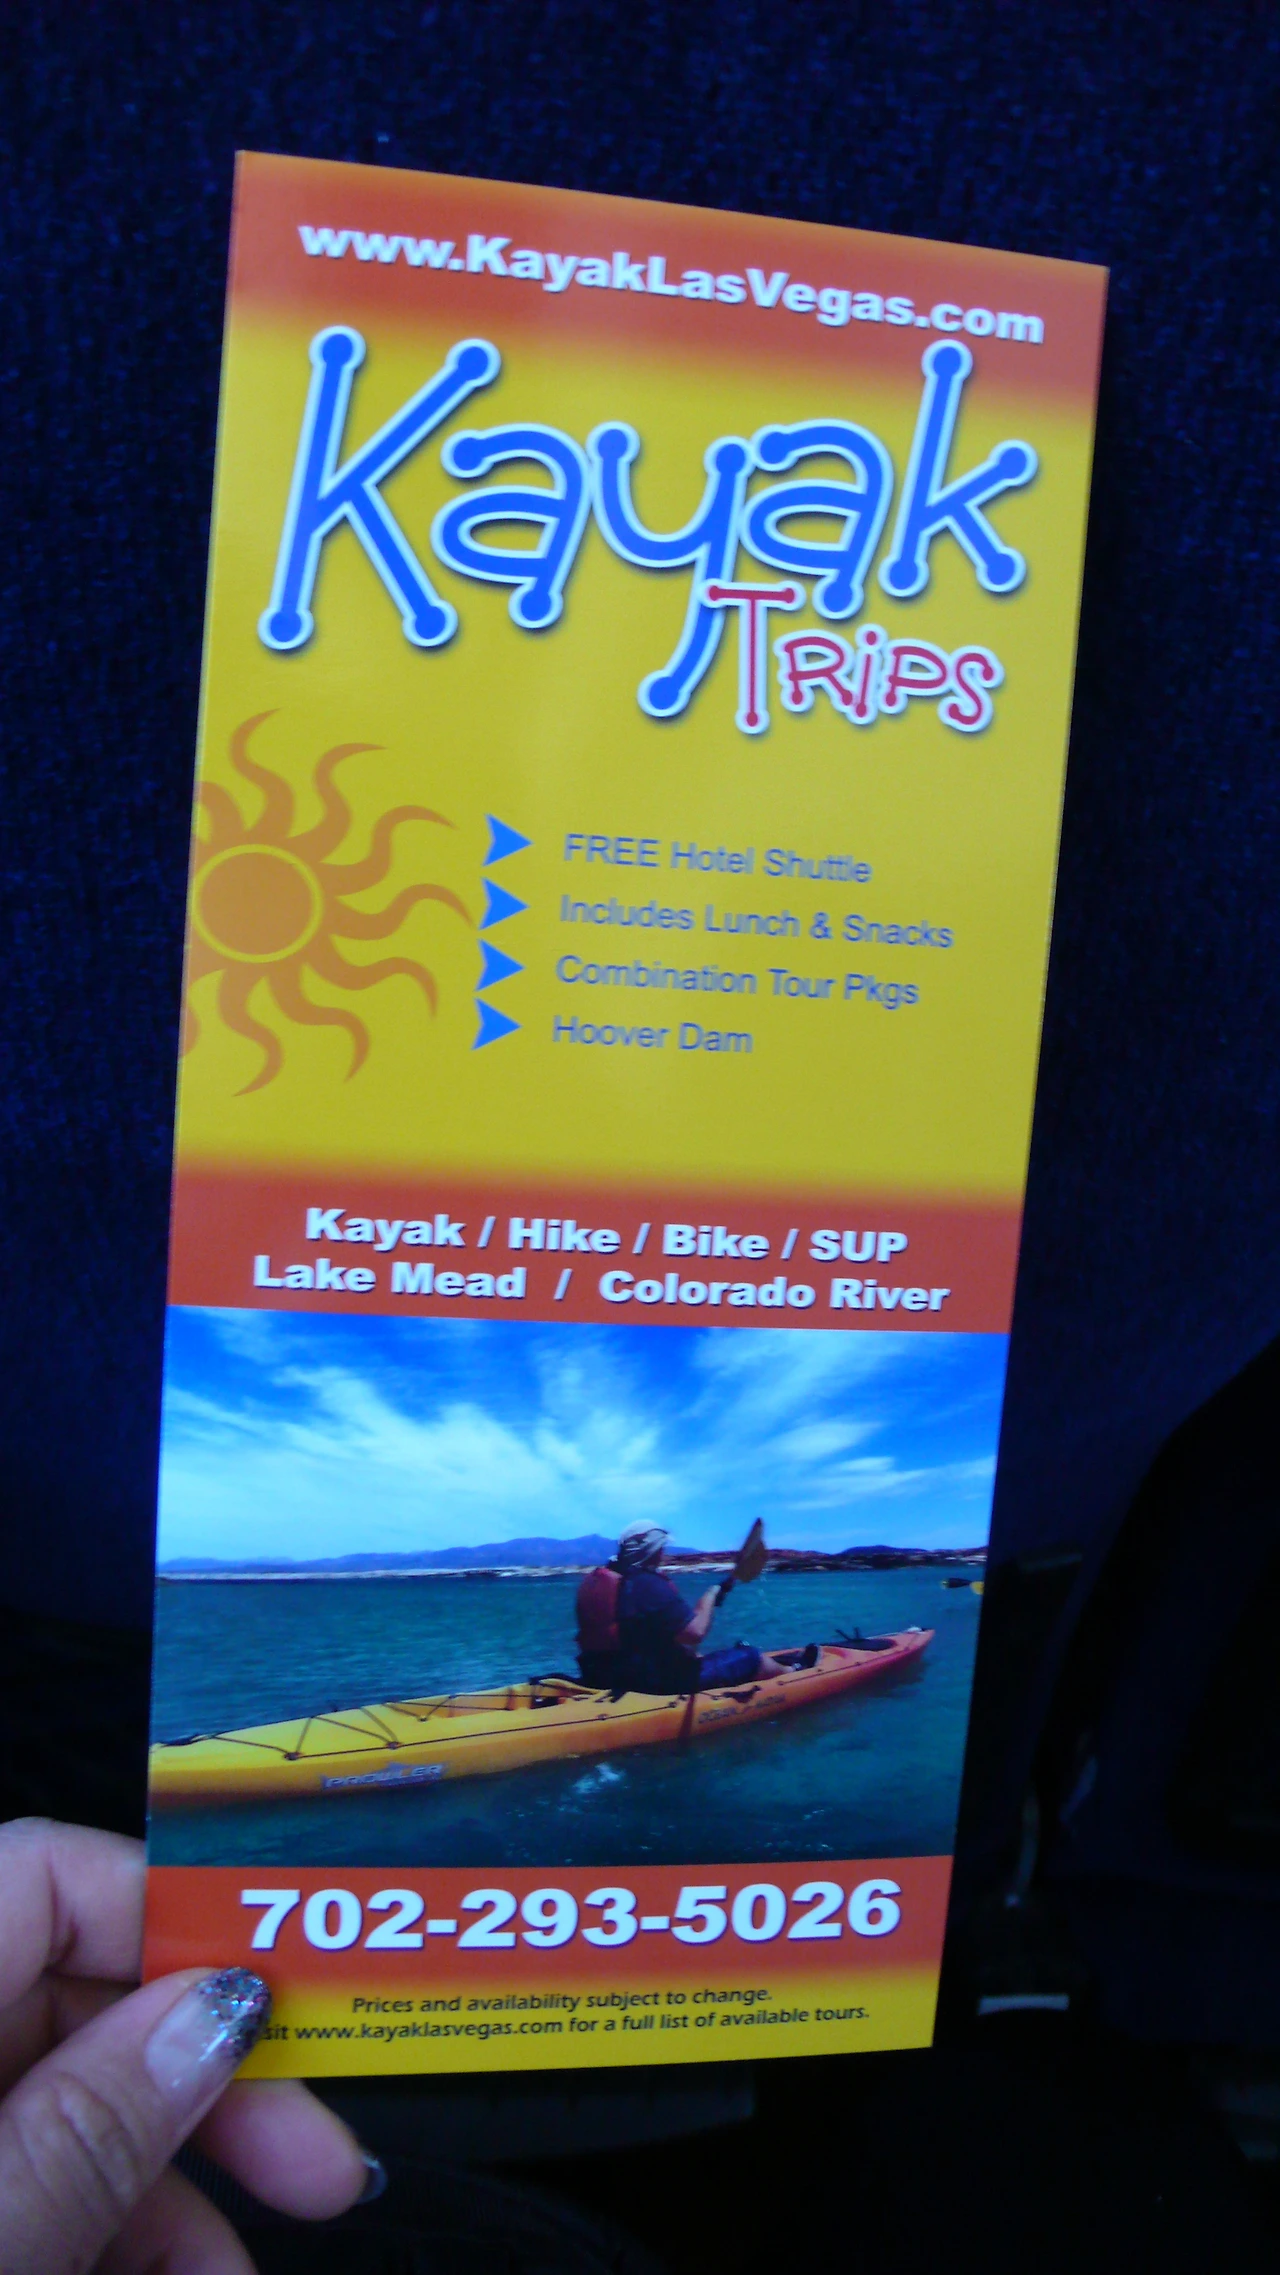 www.KayakLasVegas.com
Kayak
Trips
FREE Hotel Shuttle
Includes Lunch & Snacks
Combination Tour Pkgs
Hoover Dam
Kayak / Hike / Bike / SUP
Lake Mead / Colorado River
PROWLER
702-293-5026
Prices and availability subject to change.
sit www.kayaklasvegas.com for a full list of available tours.